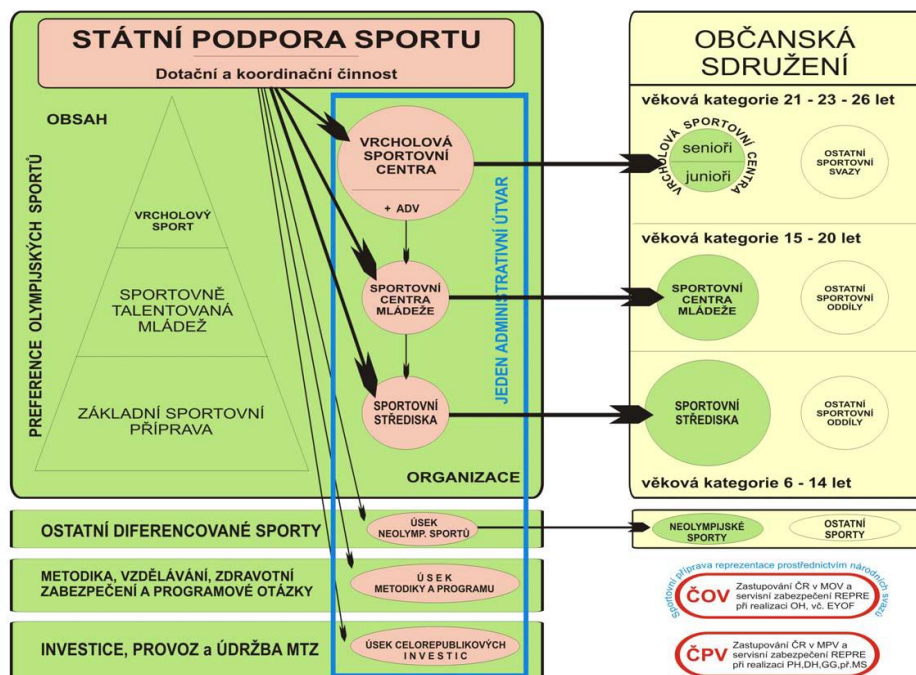 STÁTNÍ PODPORA SPORTU
Dotační a koordinační činnost
OBSAH
PREFERENCE OLYMPIJSKÝCH SPORTŮ
VRCHOLOVÝ
SPORT
SPORTOVNĚ
TALENTOVANÁ
MLÁDEŽ
ZÁKLADNÍ SPORTOVNÍ
PŘÍPRAVA
VRCHOLOVÁ
SPORTOVNÍ
CENTRA
+ ADV
SPORTOVNÍ
CENTRA
MLÁDEŽE
SPORTOVNÍ
STŘEDISKA
JEDEN ADMINISTRATIVNÍ ÚTVAR
ORGANIZACE
OSTATNÍ DIFERENCOVANÉ SPORTY
ÚSEK
NEOLYMP. SPORTŮ
METODIKA, VZDĚLÁVÁNÍ, ZDRAVOTNÍ
ZABEZPEČENÍ A PROGRAMOVÉ OTÁZKY
ÚSEK
METODIKY A PROGRAMU
INVESTICE, PROVOZ a ÚDRŽBA MTZ
ÚSEK CELOREPUBLIKOVÝCH
INVESTIC
OBČANSKÁ
SDRUŽENÍ
věková kategorie 21 - 23 - 26 let
VRCHOLOVÁ SPORTOVNÍ CENTRA
senioři
junioři
OSTATNÍ
SPORTOVNÍ
SVAZY
věková kategorie 15 - 20 let
SPORTOVNÍ
CENTRA
MLÁDEŽE
OSTATNÍ
SPORTOVNÍ
ODDÍLY
SPORTOVNÍ
STŘEDISKA
OSTATNÍ
SPORTOVNÍ
ODDÍLY
věková kategorie 6 - 14 let
NEOLYMPIJSKÉ
SPORTY
OSTATNÍ
SPORTY
Sportovní příprava reprezentace prostřednictvím národních svazů
ČOV
Zastupování ČR v MOV a
servisní zabezpečení REPRE
při realizaci OH, vč. EYOF
ČPV
Zastupování ČR v MPV a
servisní zabezpečení REPRE
při realizaci PH,DH,GG,př.MS